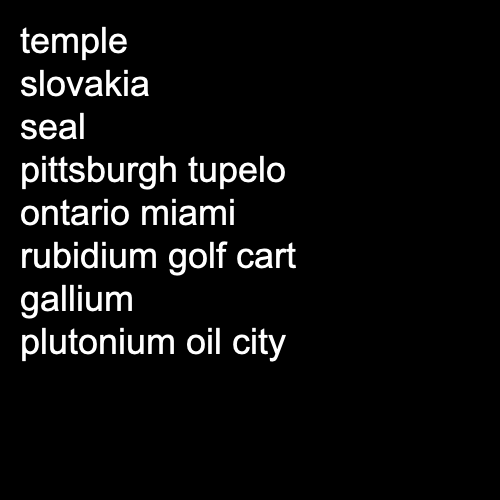 temple
slovakia
seal
pittsburgh tupelo
ontario miami
rubidium golf cart
gallium
plutonium oil city